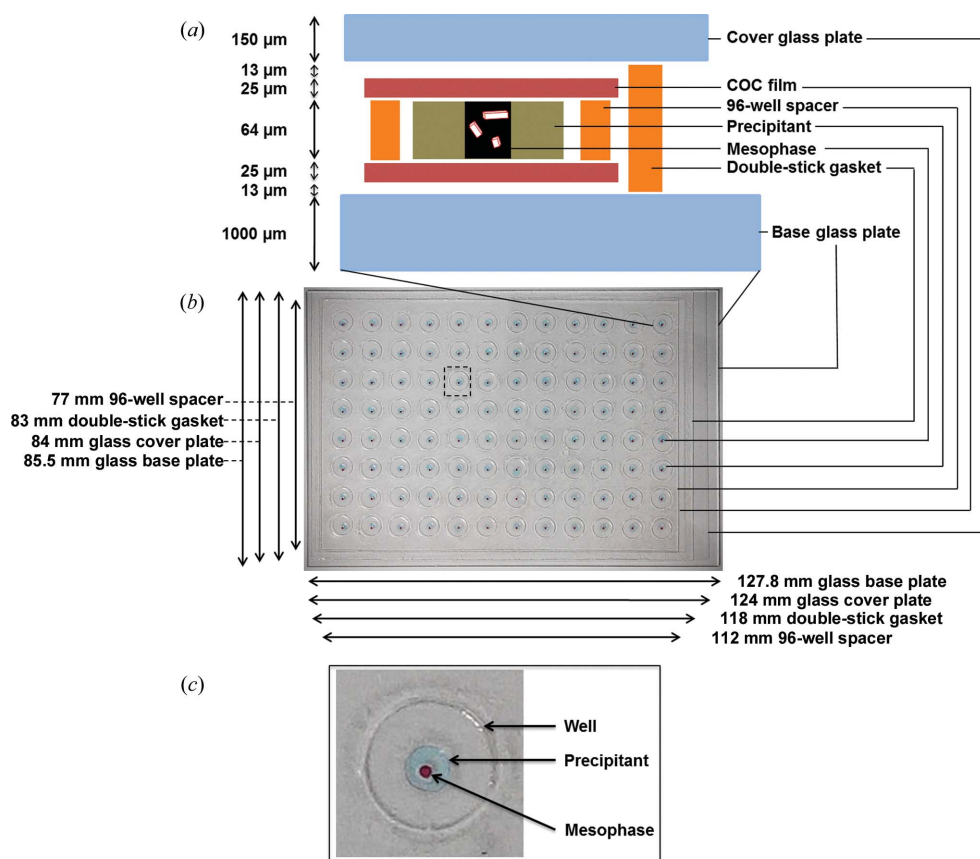 (a)
150 µm
13 µm
25 µm
64 µm
25 µm
13 µm
1000 µm
Cover glass plate
COC film
96-well spacer
Precipitant
Mesophase
Double-stick gasket
Base glass plate
(b)
77 mm 96-well spacer
83 mm double-stick gasket
84 mm glass cover plate
85.5 mm glass base plate
127.8 mm glass base plate
124 mm glass cover plate
118 mm double-stick gasket
112 mm 96-well spacer
(c)
Well
Precipitant
Mesophase